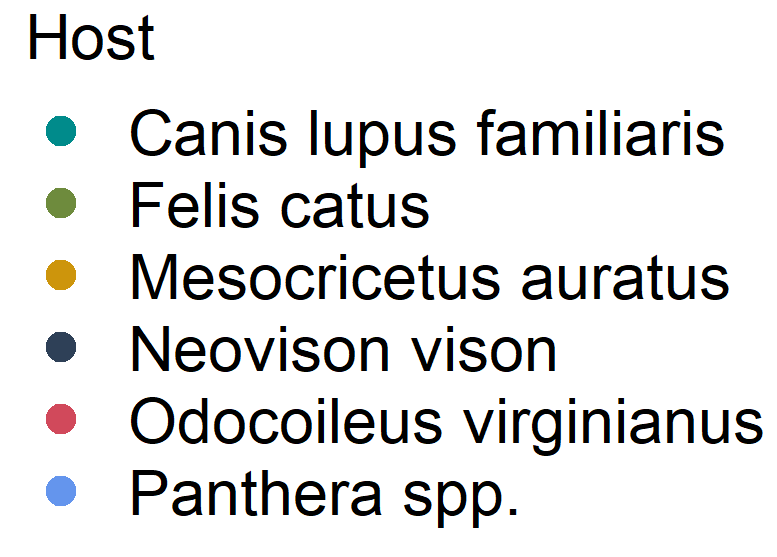 Host
Canis lupus familiaris
Felis catus
Mesocricetus auratus
Neovison vison
Odocoileus virginianus
Panthera spp.